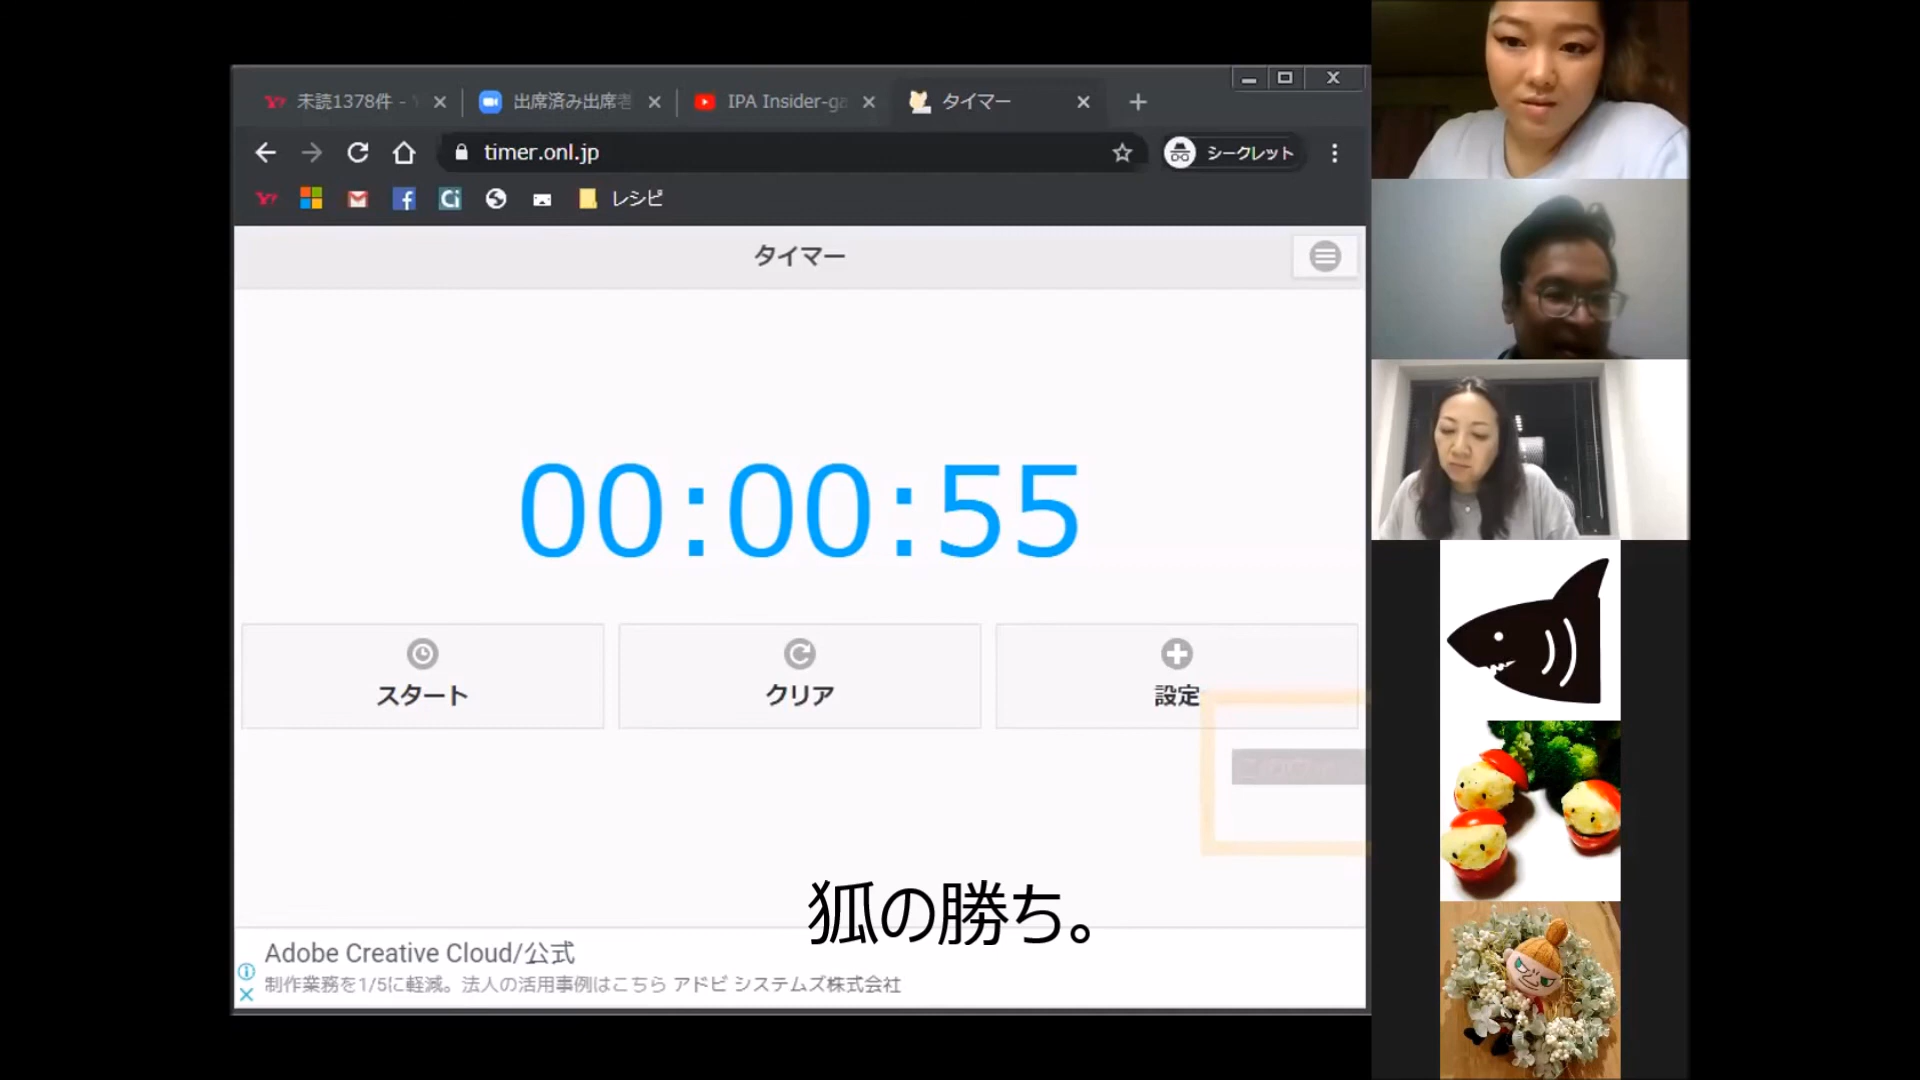 未読1378件 -
出席済み出席者
IPA Insider-ga
タイマー
timer.onl.jp
シークレット
Ci
レシピ
タイマー
00:00:55
スタート
クリア
設定
狐の勝ち。
Adobe Creative Cloud/公式
制作業務を1/5に軽減。法人の活用事例はこちら アドビ システムズ株式会社